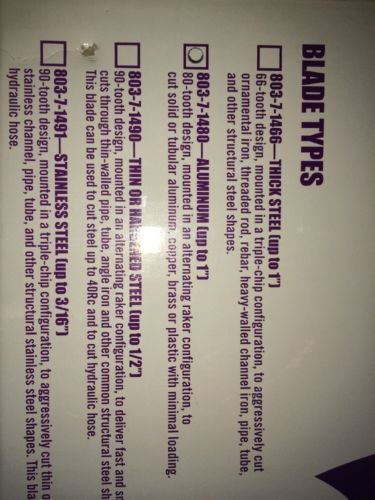 BLADE TYPES
803-7-1466—THICK STEEL (up to 1")
66-tooth design, mounted in a triple-chip configuration, to aggressively cut
ornamental iron, threaded rod, rebar, heavy-walled channel iron, pipe, tube,
and other structural steel shapes.
803-7-1480—ALUMINUM (up to 1")
80-tooth design, mounted in an alternating raker configuration, to
cut solid or tubular aluminum, copper, brass or plastic with minimal loading.
803-7-1490—THIN OR HARDENED STEEL (up to 1/2")
90-tooth design, mounted in an alternating raker configuration, to deliver fast and
cuts through thin-walled pipe, tube, angle iron and other common structural steel
This blade can be used to cut steel up to 40Rc and to cut hydraulic hose.
803-7-1491—STAINLESS STEEL (up to 3/16")
90-tooth design, mounted in a triple-chip configuration, to aggressively cut thin
stainless channel, pipe, tube, and other structural stainless steel shapes. This
hydraulic hose.